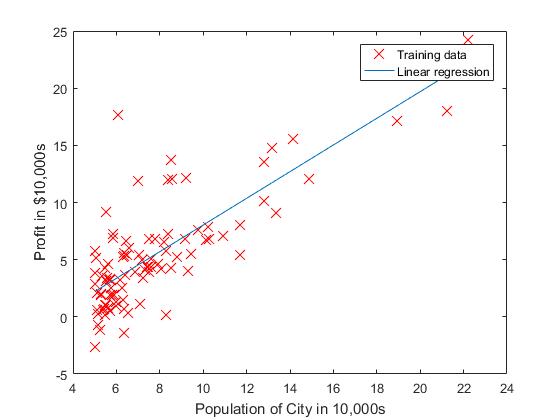 25
20
15
10
5
0
-5
Profit in $10,000s
Training data
Linear regression
4 6 8 10 12 14 16 18 20 22 24
Population of City in 10,000s